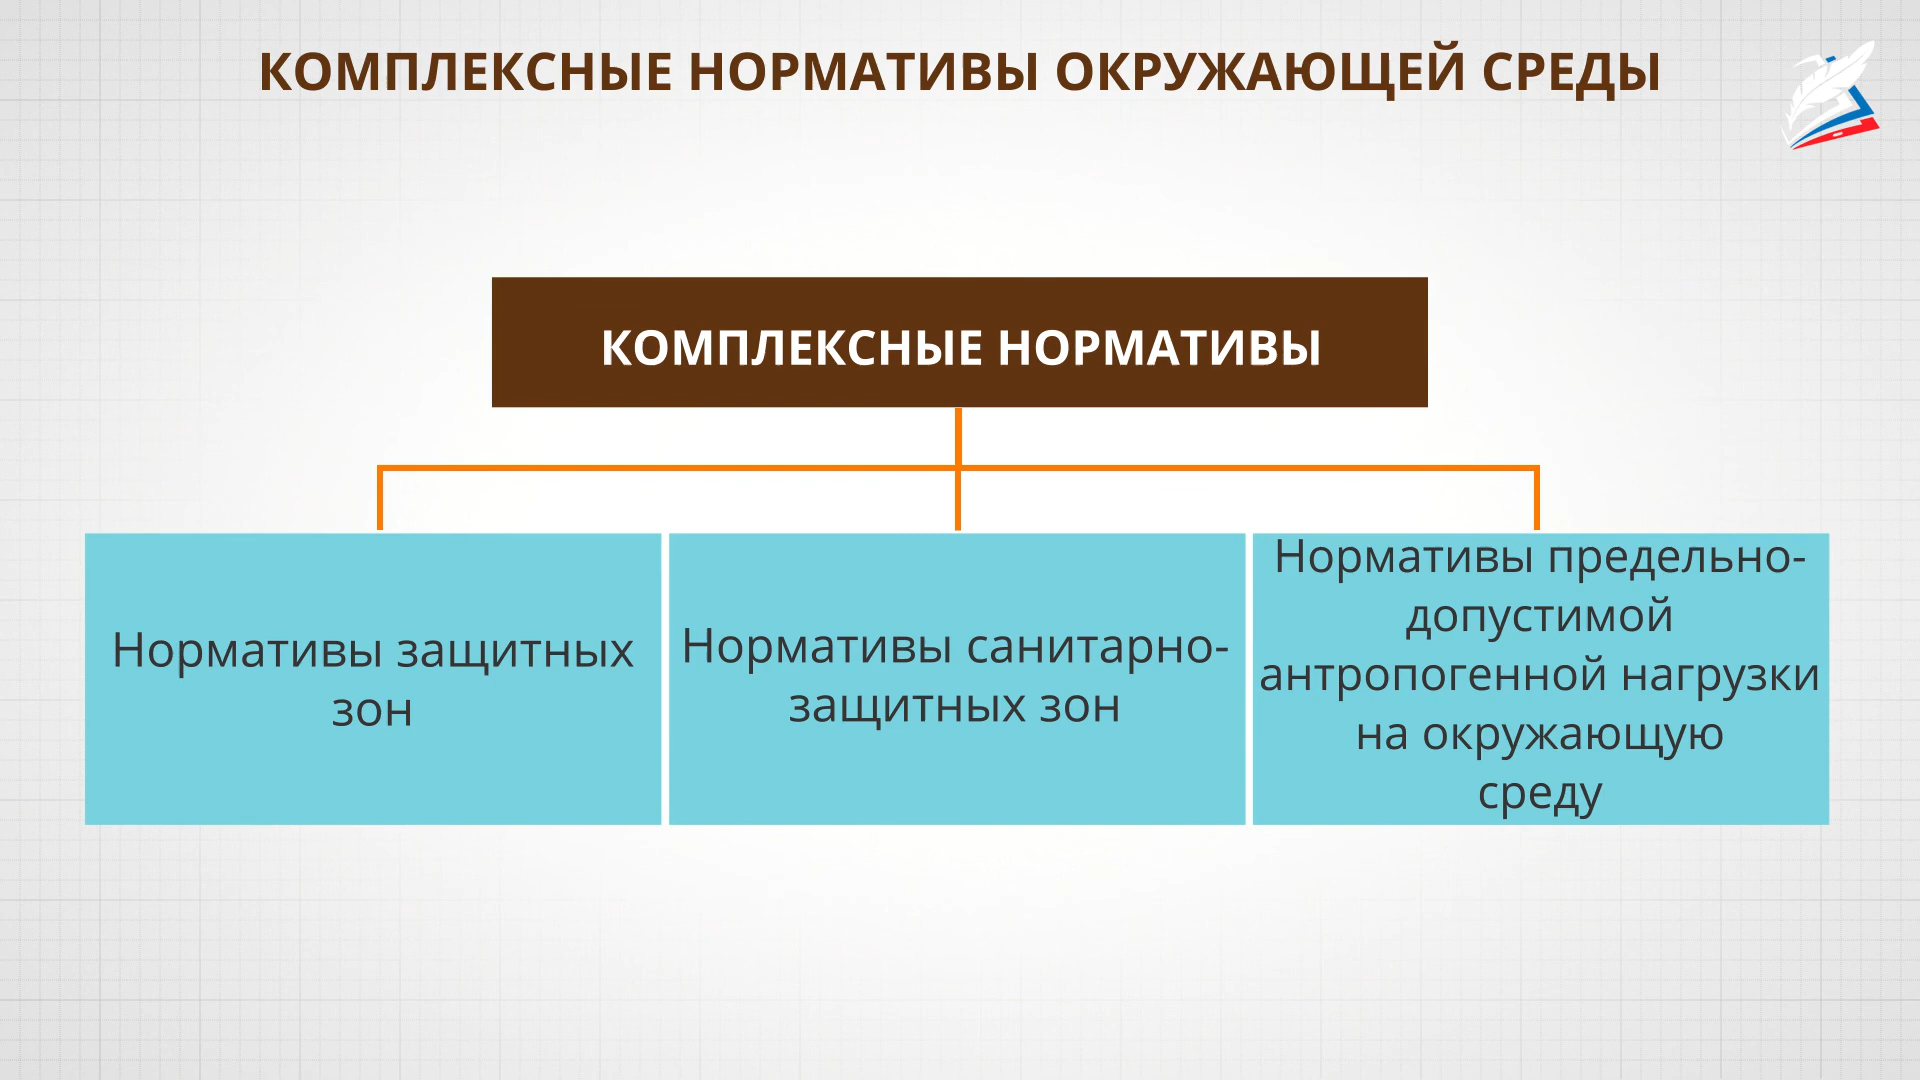 КОМПЛЕКСНЫЕ НОРМАТИВЫ ОКРУЖАЮЩЕЙ СРЕДЫ
КОМПЛЕКСНЫЕ НОРМАТИВЫ
Нормативы защитных
зон
Нормативы санитарно-
защитных зон
Нормативы предельно-
допустимой
антропогенной нагрузки
на окружающую
среду